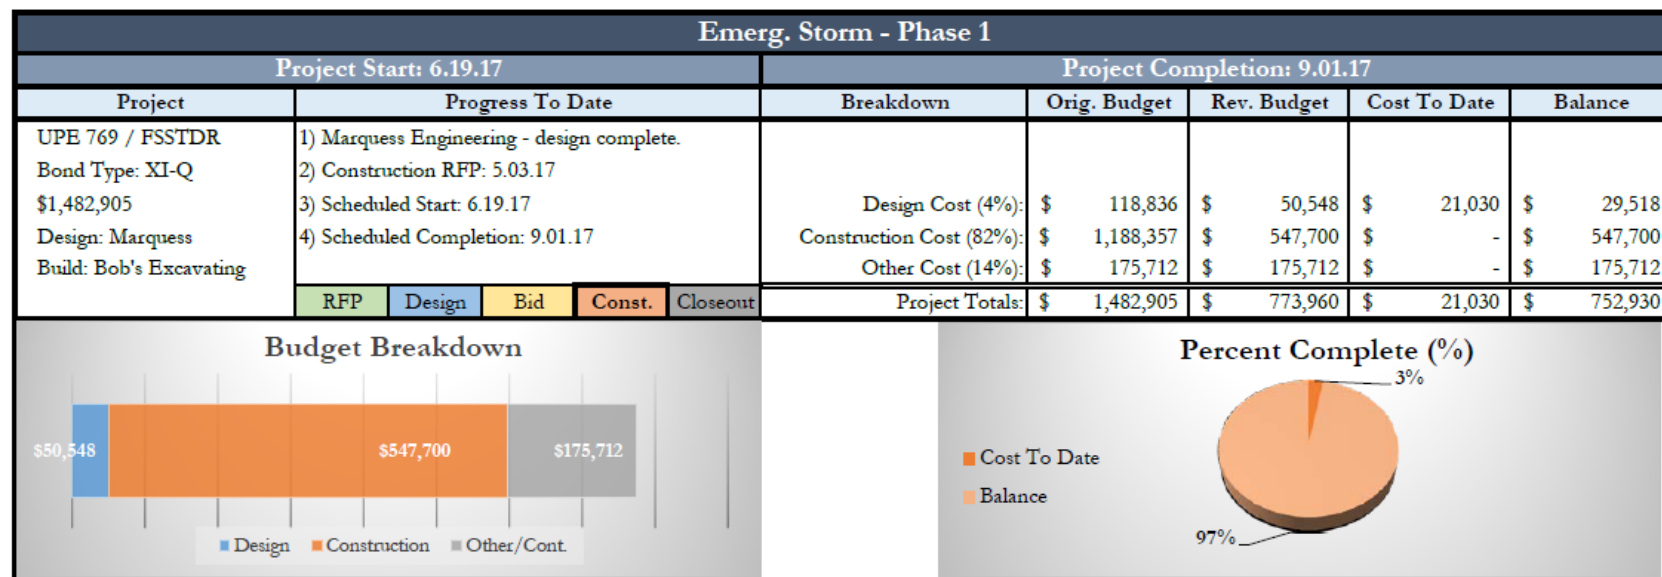 Emerg. Storm - Phase 1
Project Start: 6.19.17 Project Completion: 9.01.17
Project Progress To Date Breakdown Orig. Budget Rev. Budget Cost To Date Balance
UPE 769 / FSSTDR 1) Marquess Engineering - design complete.
Bond Type: XI-Q 2) Construction RFP: 5.03.17
$1,482,905 3) Scheduled Start: 6.19.17 Design Cost (4%): $ 118,836 $ 50,548 $ 21,030 $ 29,518
Design: Marquess 4) Scheduled Completion: 9.01.17 Construction Cost (82%): $ 1,188,357 $ 547,700 $ - $ 547,700
Build: Bob's Excavating Other Cost (14%): $ 175,712 $ 175,712 $ - $ 175,712
RFP Design Bid Const. Closeout Project Totals: $ 1,482,905 $ 773,960 $ 21,030 $ 752,930
Budget Breakdown
$50,548 $547,700 $175,712
Design Construction Other/Cont.
Percent Complete (%)
3%
Cost To Date
Balance
97%